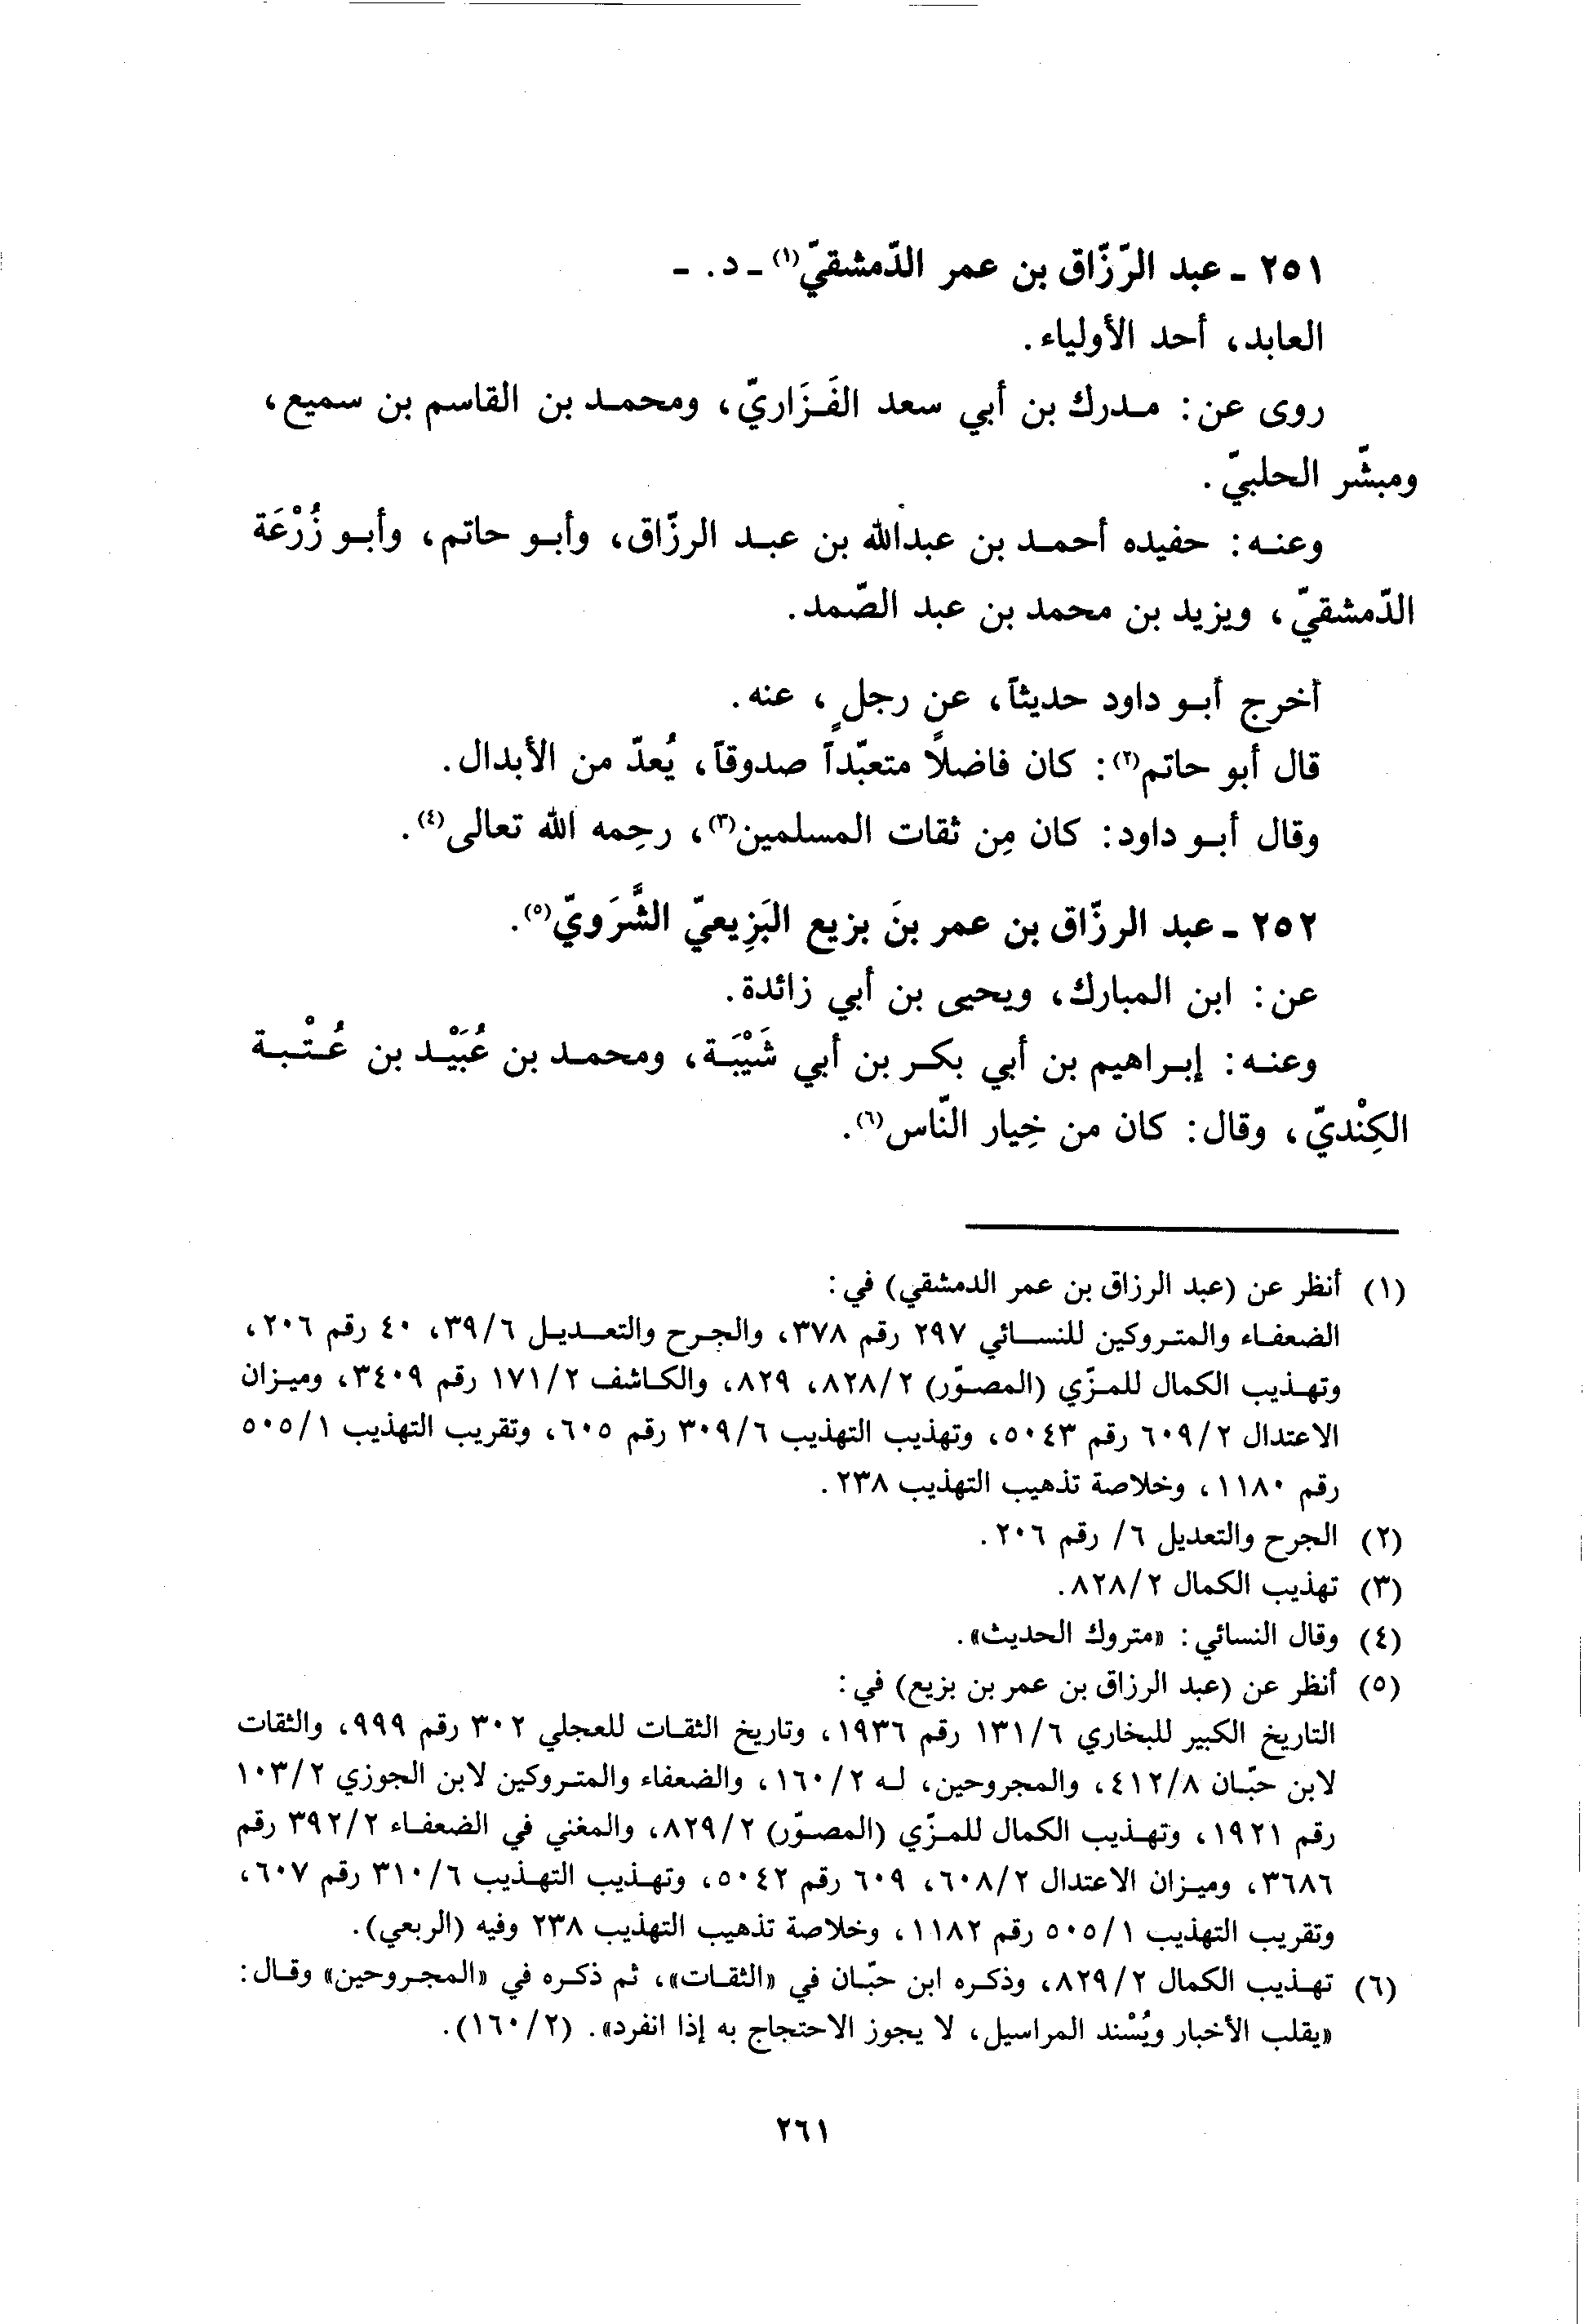 ٢٥١ - عبد الرّزّاق بن عمر الدّمشقيّ(١) - د. -
العابد، أحد الأولياء.
روى عن: مدرك بن أبي سعد الفَزَاريّ، ومحمد بن القاسم بن سميع،
ومبشّر الحلبيّ.
وعنه: حفيده أحمد بن عبدالله بن عبد الرزّاق، وأبو حاتم، وأبو زُرْعَة
الدّمشقيّ، ويزيد بن محمد بن عبد الصّمد.
أخرج أبو داود حديثاً، عن رجلٍ، عنه.
قال أبو حاتم(٢): كان فاضلاً متعبّداً صدوقاً، يُعدّ من الأبدال.
وقال أبو داود: كان مِن ثقات المسلمين(٣)، رحِمه الله تعالى(٤).
٢٥٢ - عبد الرزّاق بن عمر بنَ بزيع البَزِيعيّ الشَّرَويّ(٥).
عن: ابن المبارك، ويحيى بن أبي زائدة.
وعنه: إبراهيم بن أبي بكر بن أبي شَيْبَة، ومحمد بن عُبَيْد بن عُتْبة
الكِنْديّ، وقال: كان من خِيار النّاس(٦).
(١) أنظر عن (عبد الرزاق بن عمر الدمشقي) في:
الضعفاء والمتروكين للنسائي ٢٩٧ رقم ٣٧٨، والجرح والتعديل ٣٩/٦، ٤٠ رقم ٢٠٦،
وتهذيب الكمال للمزّي (المصوّر) ٨٢٨/٢، ٨٢٩، والكاشف ١٧١/٢ رقم ٣٤٠٩، وميزان
الاعتدال ٦٠٩/٢ رقم ٥٠٤٣، وتهذيب التهذيب ٣٠٩/٦ رقم ٦٠٥، وتقريب التهذيب ٥٠٥/١
رقم ١١٨٠، وخلاصة تذهيب التهذيب ٢٣٨.
(٢) الجرح والتعديل ٦/ رقم ٢٠٦.
(٣) تهذيب الكمال ٨٢٨/٢.
(٤) وقال النسائي: «متروك الحديث».
(٥) أنظر عن (عبد الرزاق بن عمر بن بزيع) في:
التاريخ الكبير للبخاري ١٣١/٦ رقم ١٩٣٦، وتاريخ الثقات للعجلي ٣٠٢ رقم ٩٩٩، والثقات
لابن حبّان ٤١٢/٨، والمجروحين، له ١٦٠/٢، والضعفاء والمتروكين لابن الجوزي ١٠٣/٢
رقم ١٩٢١، وتهذيب الكمال للمزّي (المصوّر) ٨٢٩/٢، والمغني في الضعفاء ٣٩٢/٢ رقم
٣٦٨٦، وميزان الاعتدال ٦٠٨/٢، ٦٠٩ رقم ٥٠٤٢، وتهذيب التهذيب ٣١٠/٦ رقم ٦٠٧،
وتقريب التهذيب ٥٠٥/١ رقم ١١٨٢، وخلاصة تذهيب التهذيب ٢٣٨ وفيه (الربعي).
(٦) تهذيب الكمال ٨٢٩/٢، وذكره ابن حبّان في «الثقات»، ثم ذكره في «المجروحين» وقال:
«يقلب الأخبار ويُسْند المراسيل، لا يجوز الاحتجاج به إذا انفرد». (١٦٠/٢).
٢٦١